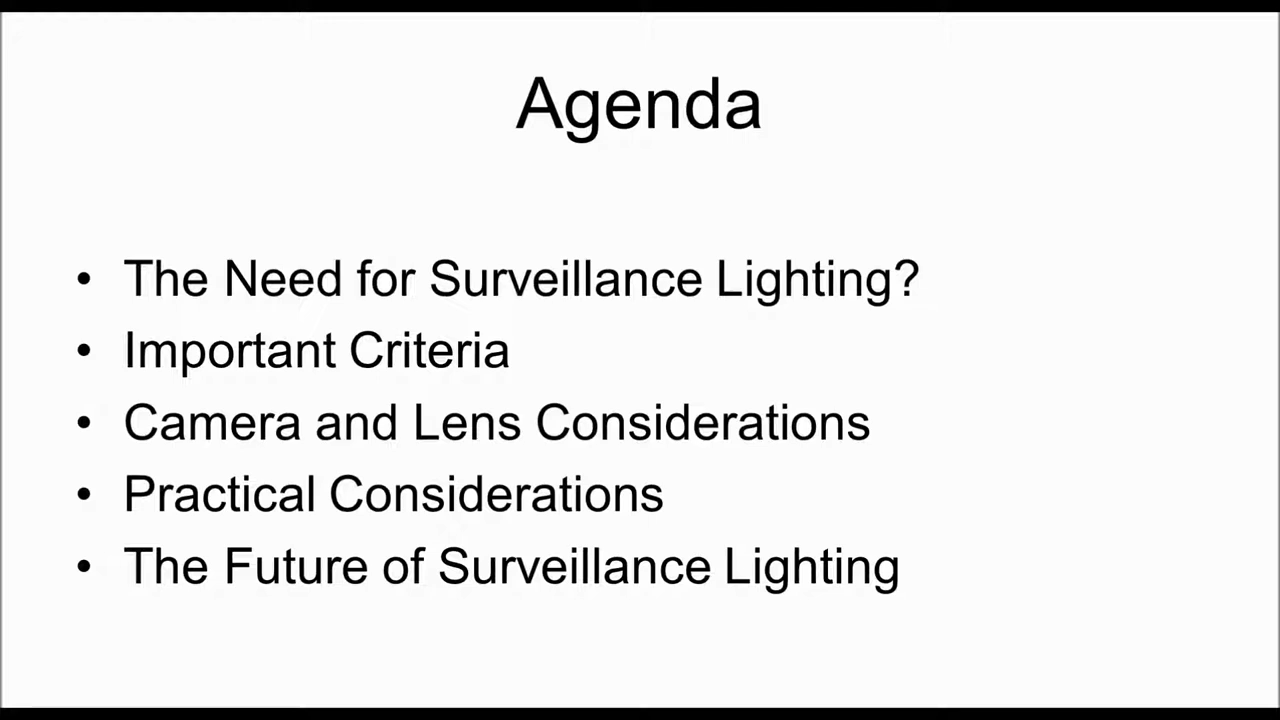 Agenda
• The Need for Surveillance Lighting?
• Important Criteria
• Camera and Lens Considerations
• Practical Considerations
• The Future of Surveillance Lighting